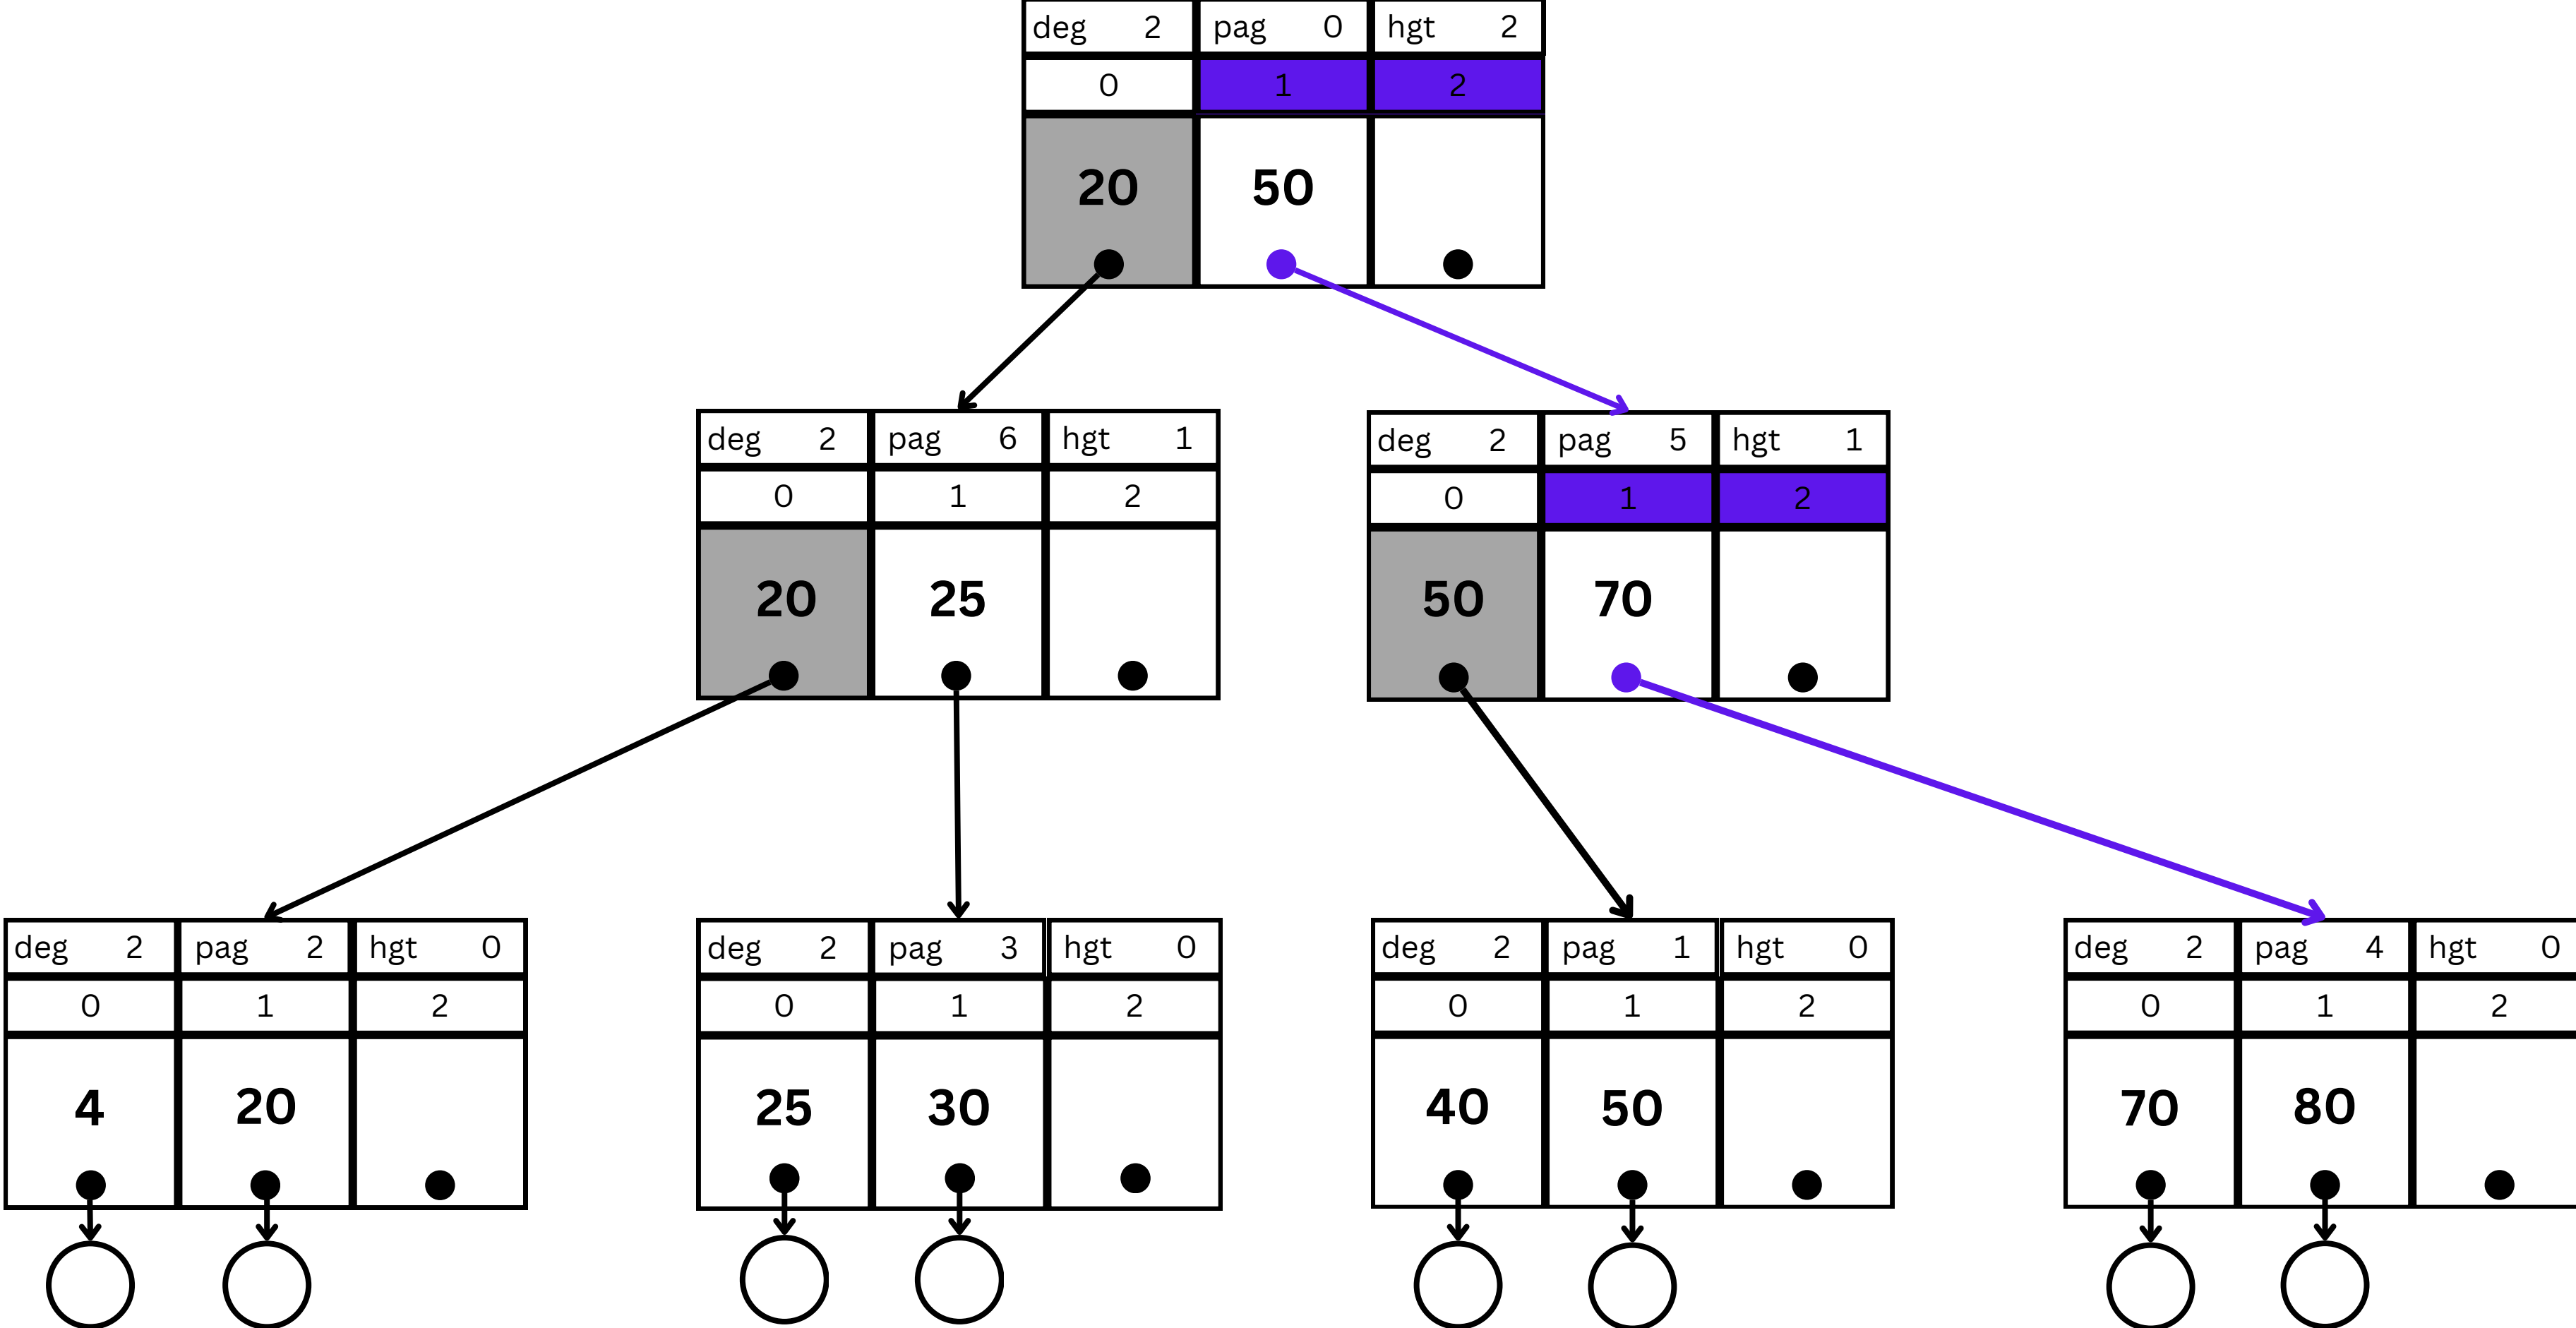 deg 2 pag 0 hgt 2
0 1 2
20 50
deg 2 pag 6 hgt 1
0 1 2
20 25
deg 2 pag 5 hgt 1
0 1 2
50 70
deg 2 pag 2 hgt 0
0 1 2
4 20
deg 2 pag 3 hgt 0
0 1 2
25 30
deg 2 pag 1 hgt 0
0 1 2
40 50
deg 2 pag 4 hgt 0
0 1 2
70 80